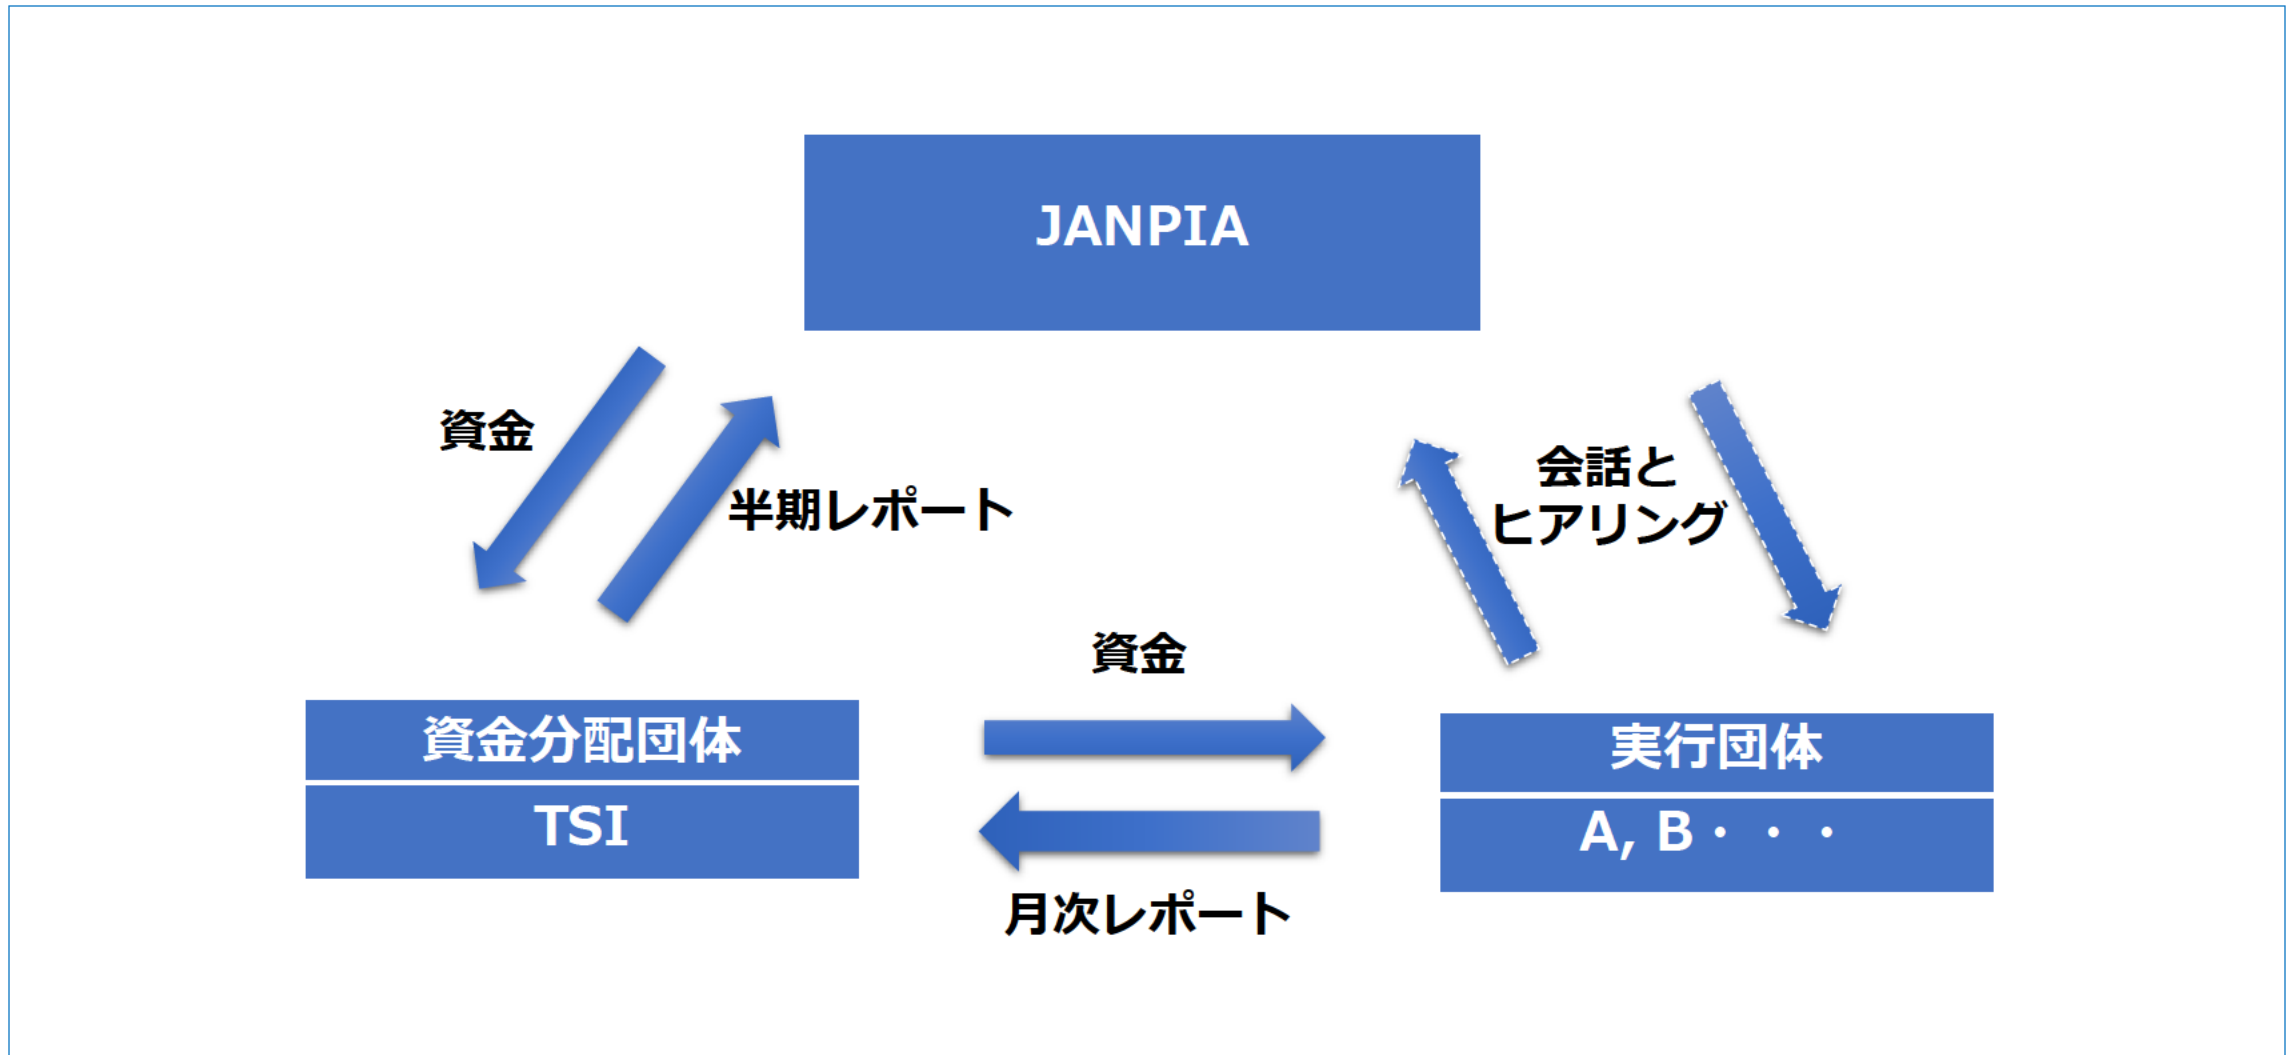 JANPIA
資金
半期レポート
会話と
ヒアリング
資金
資金分配団体
TSI
実行団体
A, B・・・
月次レポート